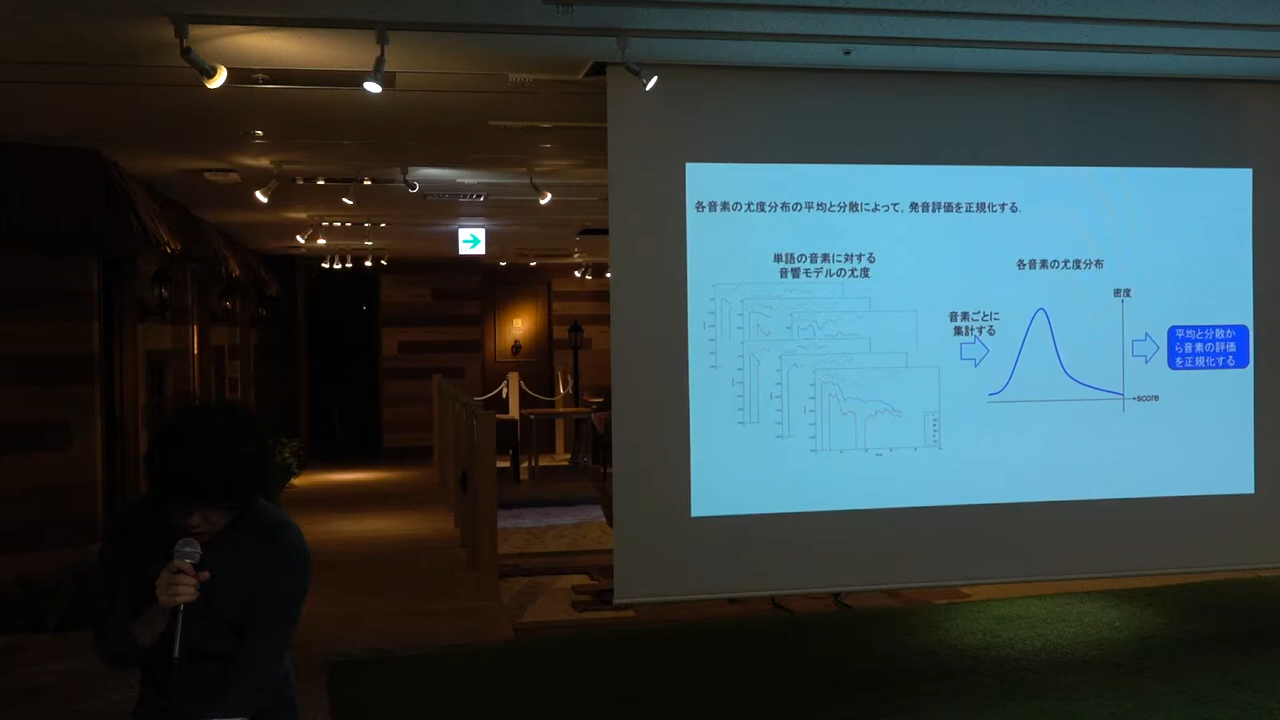 各音素の尤度分布の平均と分散によって, 発音評価を正規化する.
単語の音素に対する
音響モデルの尤度
音素ごとに
集計する
各音素の尤度分布
密度
score
平均と分散か
ら音素の評価
を正規化する